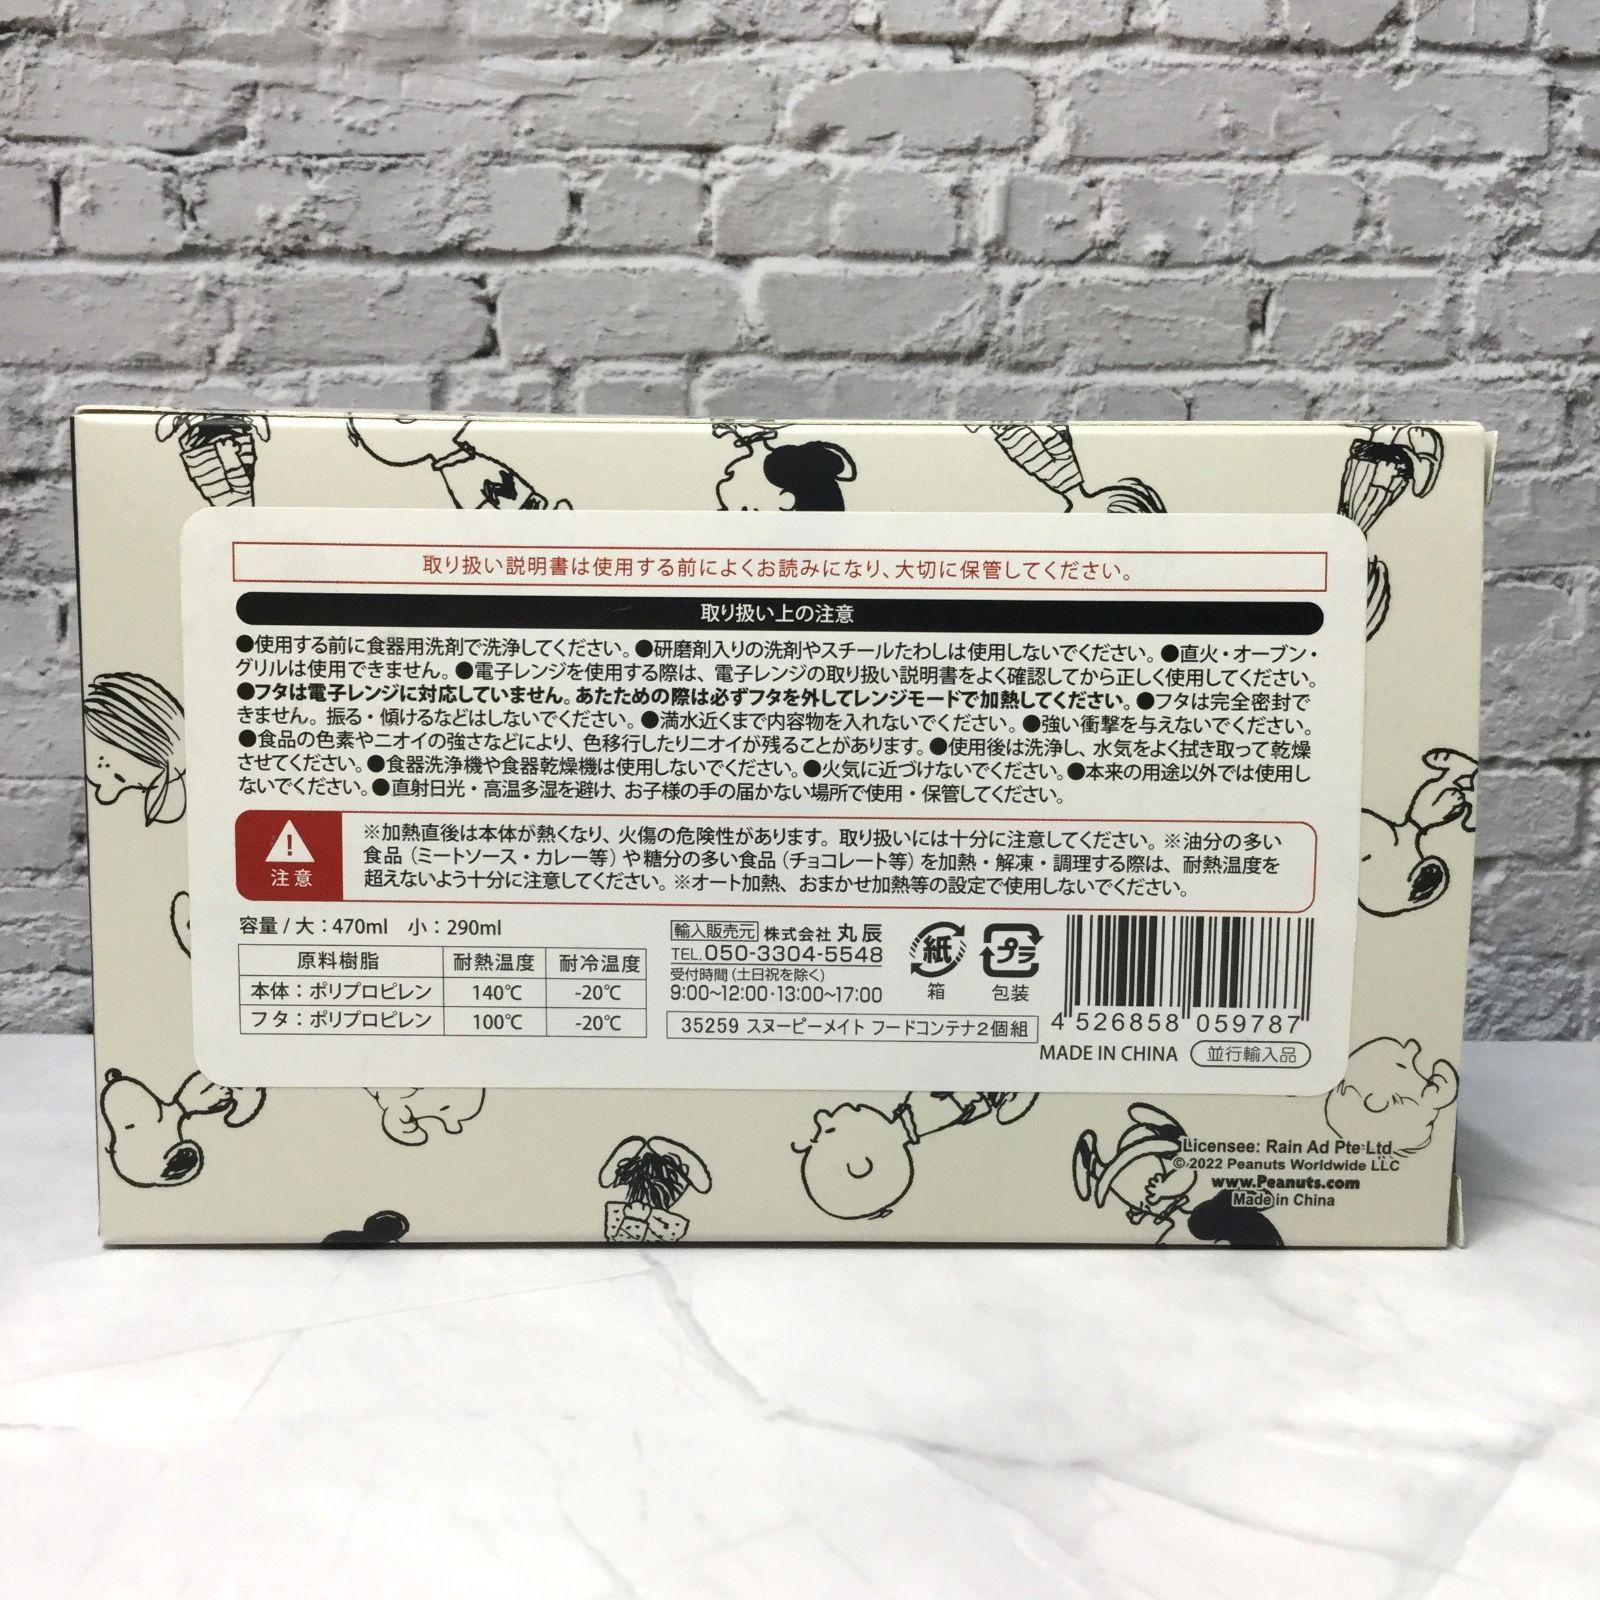 取り扱い説明書は使用する前によくお読みになり、大切に保管してください。
取り扱い上の注意
●使用する前に食器用洗剤で洗浄してください。●研磨剤入りの洗剤やスチールたわしは使用しないでください。●直火・オーブン・
グリルは使用できません。●電子レンジを使用する際は、電子レンジの取り扱い説明書をよく確認してから正しく使用してください。
●フタは電子レンジに対応していません。あたための際は必ずフタを外してレンジモードで加熱してください。●フタは完全密封で
きません。振る・傾けるなどはしないでください。●満水近くまで内容物を入れないでください。●強い衝撃を与えないでください。
●食品の色素やニオイの強さなどにより、色移行したりニオイが残ることがあります。●使用後は洗浄し、水気をよく拭き取って乾燥
させてください。●食器洗浄機や食器乾燥機は使用しないでください。●火気に近づけないでください。●本来の用途以外では使用し
ないでください。●直射日光・高温多湿を避け、お子様の手の届かない場所で使用・保管してください。
注意
※加熱直後は本体が熱くなり、火傷の危険性があります。取り扱いには十分に注意してください。※油分の多い
食品（ミートソース・カレー等）や糖分の多い食品（チョコレート等）を加熱・解凍・調理する際は、耐熱温度を
超えないよう十分に注意してください。※オート加熱、おまかせ加熱等の設定で使用しないでください。
容量 / 大：470ml 小：290ml
原料樹脂 耐熱温度 耐冷温度
本体：ポリプロピレン 140℃ -20℃
フタ：ポリプロピレン 100℃ -20℃
輸入販売元 株式会社 丸辰
TEL.050-3304-5548
受付時間（土日祝を除く）
9:00~12:00・13:00~17:00
35259 スヌーピーメイト フードコンテナ2個組
紙
箱
プラ
包装
4 526858 059787
MADE IN CHINA 並行輸入品
Licensee: Rain Ad Pte Ltd
©2022 Peanuts Worldwide LLC
www.Peanuts.com
Made in China